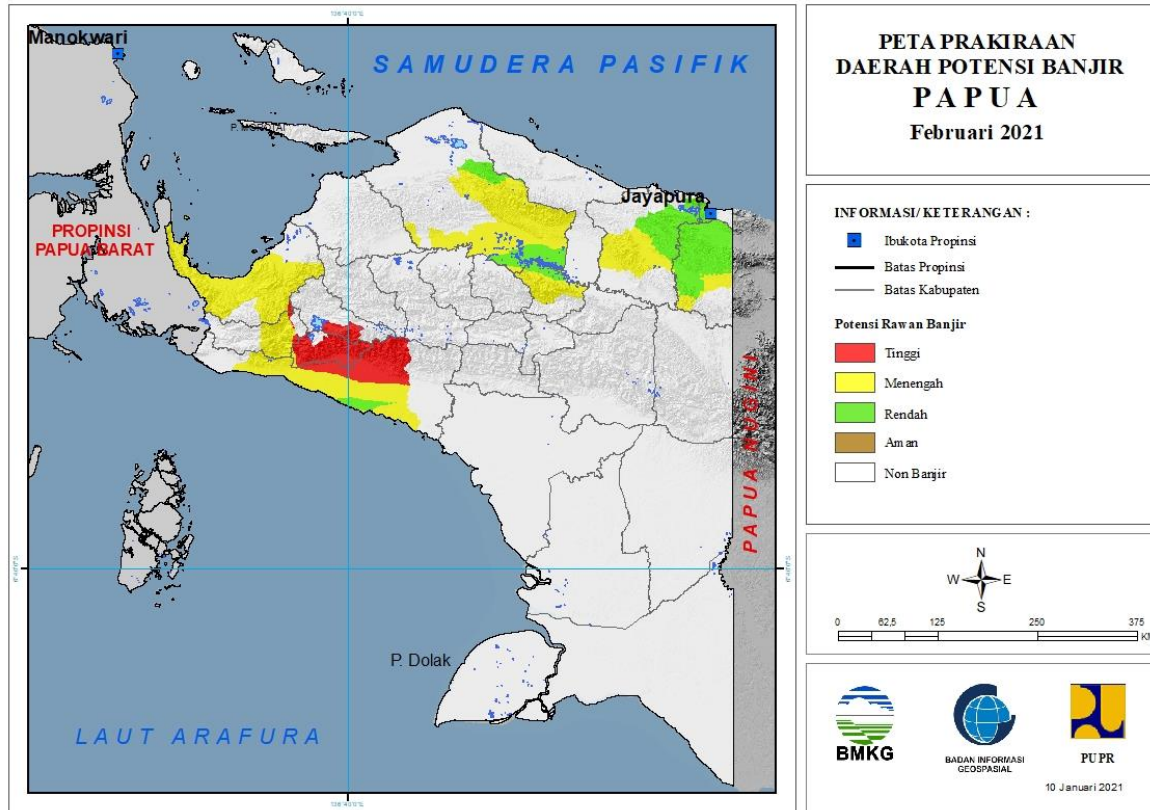 Manokwari
SAMUDERA PASIFIK
Jayapura
PROPINSI
PAPUA BARAT
PAPUA NUGINI
P. Dolak
LAUT ARAFURA
PETA PRAKIRAAN
DAERAH POTENSI BANJIR
PAPUA
Februari 2021
INFORMASI/ KETERANGAN :
Ibukota Propinsi
Batas Propinsi
Batas Kabupaten
Potensi Rawan Banjir
Tinggi
Menengah
Rendah
Aman
Non Banjir
N
W E
S
0 62,5 125 250 375
KM
BMKG
BADAN INFORMASI
GEOSPASIAL
PUPR
10 Januari 2021